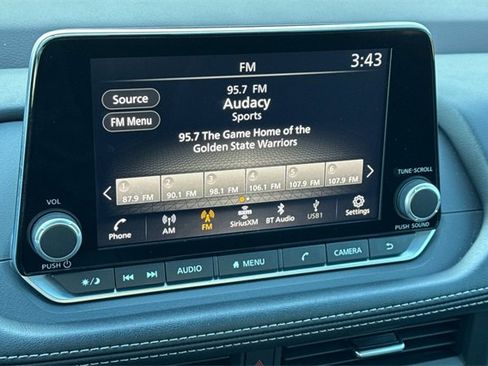 FM
3:43
Source
FM Menu
95.7 FM
Audacy
Sports
95.7 The Game Home of the
Golden State Warriors
1 2 3 4 5 6
87.9 FM 90.1 FM 98.1 FM 106.1 FM 107.9 FM 107.9 FM
Phone AM FM SiriusXM BT Audio USB1 Settings
VOL
PUSH
TUNE·SCROLL
PUSH SOUND
AUDIO MENU CAMERA